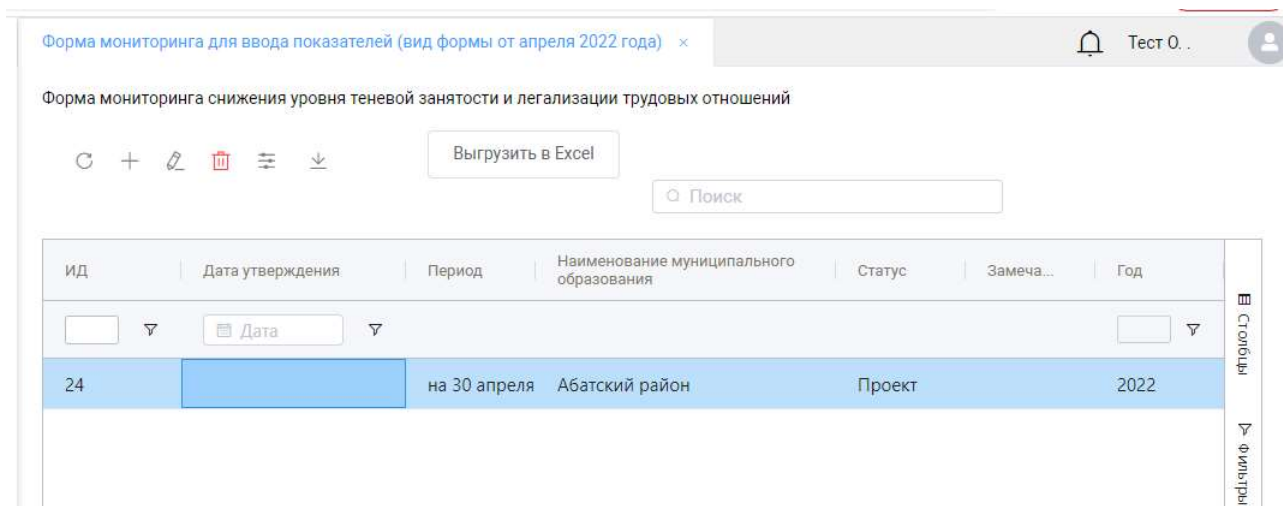 Форма мониторинга для ввода показателей (вид формы от апреля 2022 года) ×
Тест О. .
Форма мониторинга снижения уровня теневой занятости и легализации трудовых отношений
Выгрузить в Excel
Поиск
ИД Дата утверждения Период Наименование муниципального образования Статус Замеча... Год
Дата
24 на 30 апреля Абатский район Проект 2022
Столбцы
Фильтры